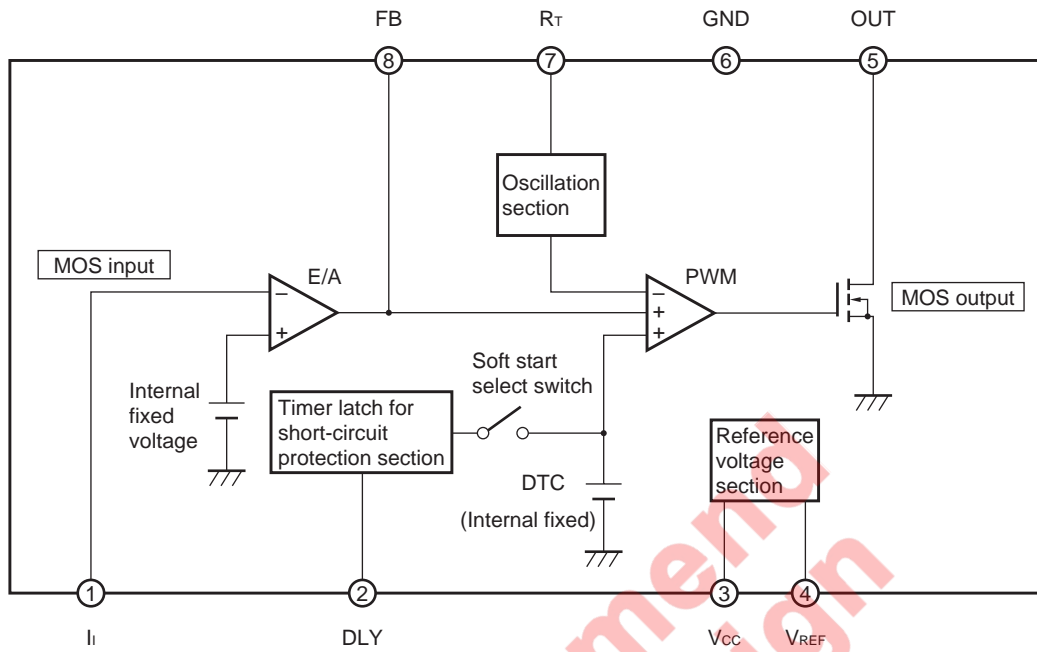 FB RT GND OUT
8 7 6 5
Oscillation
section
MOS input
E/A
PWM
MOS output
−
+
−
+
+
Internal
fixed
voltage
Timer latch for
short-circuit
protection section
Soft start
select switch
DTC
(Internal fixed)
Reference
voltage
section
1 2 3 4
II DLY VCC VREF
mend
ign